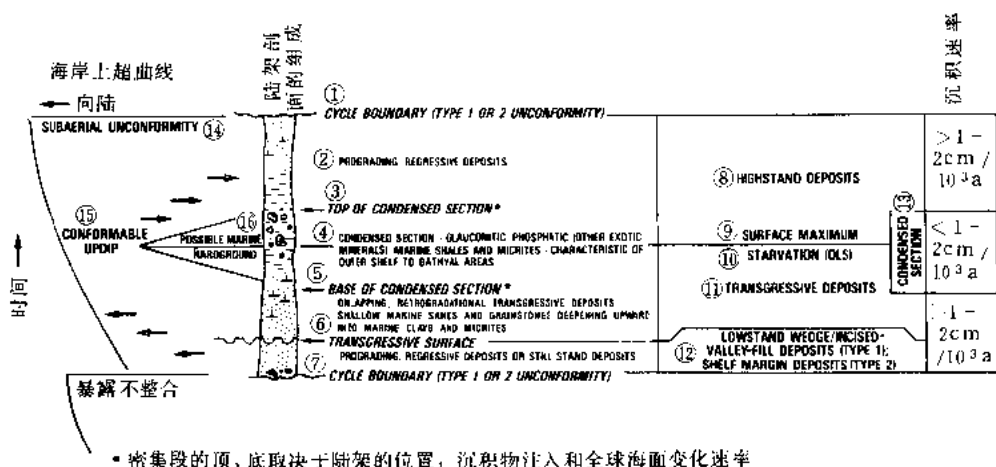 海岸上超曲线
← 向陆
SUBAERIAL UNCONFORMITY ⑭
陆架剖
面的组成
沉积速率
①
CYCLE BOUNDARY (TYPE 1 OR 2 UNCONFORMITY)
② PROGRADING, REGRESSIVE DEPOSITS
③
TOP OF CONDENSED SECTION*
④ CONDENSED SECTION - GLAUCONITIC PHOSPHATIC (OTHER EXOTIC
MINERALS) MARINE SHALES AND MICRITES - CHARACTERISTIC OF
OUTER SHELF TO BATHYAL AREAS
⑤
BASE OF CONDENSED SECTION*
ONLAPPING, RETROGRADATIONAL TRANSGRESSIVE DEPOSITS
SHALLOW MARINE SANDS AND GRAINSTONES DEEPENING UPWARD
INTO MARINE CLAYS AND MICRITES
⑥
TRANSGRESSIVE SURFACE
PROGRADING, REGRESSIVE DEPOSITS OR STILL STAND DEPOSITS
⑦
CYCLE BOUNDARY (TYPE 1 OR 2 UNCONFORMITY)
⑧ HIGHSTAND DEPOSITS
⑨ SURFACE MAXIMUM
⑩ STARVATION (DLS)
⑪ TRANSGRESSIVE DEPOSITS
⑫ LOWSTAND WEDGE/INCISED-
VALLEY-FILL DEPOSITS (TYPE 1);
SHELF MARGIN DEPOSITS (TYPE 2)
⑬
CONDENSED
SECTION
>1-
2cm/
10³a
<1-
2cm/
10³a
>1-
2cm
/10³a
⑮
CONFORMABLE
UPDIP
⑯
POSSIBLE MARINE
HARDGROUND
时间
暴露不整合
* 密集段的顶、底取决于陆架的位置，沉积物注入和全球海面变化速率